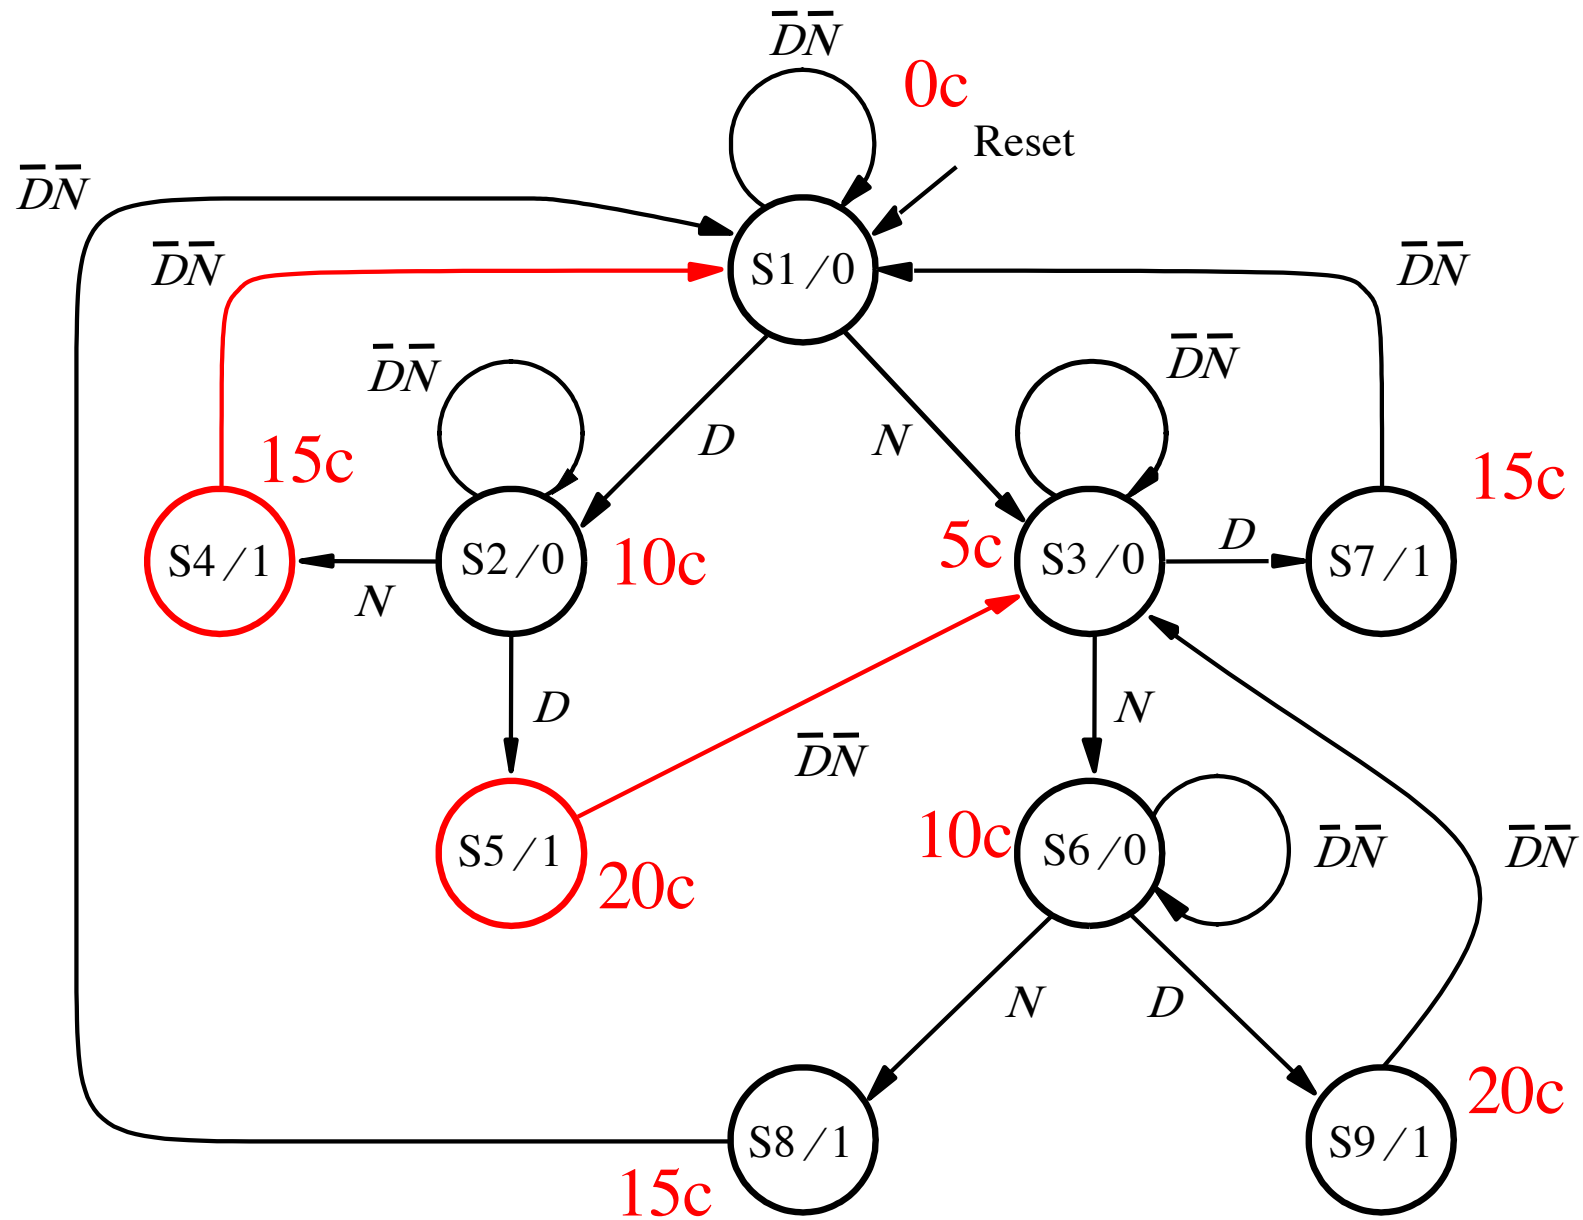 D̅N̅
0c
Reset
D̅N̅
D̅N̅
S1/0
D̅N̅
D̅N̅
D̅N̅
D
N
15c
15c
S4/1
S2/0
10c
5c
S3/0
D
S7/1
N
D
N
D̅N̅
10c
S6/0
D̅N̅
D̅N̅
S5/1
20c
N
D
20c
S8/1
S9/1
15c